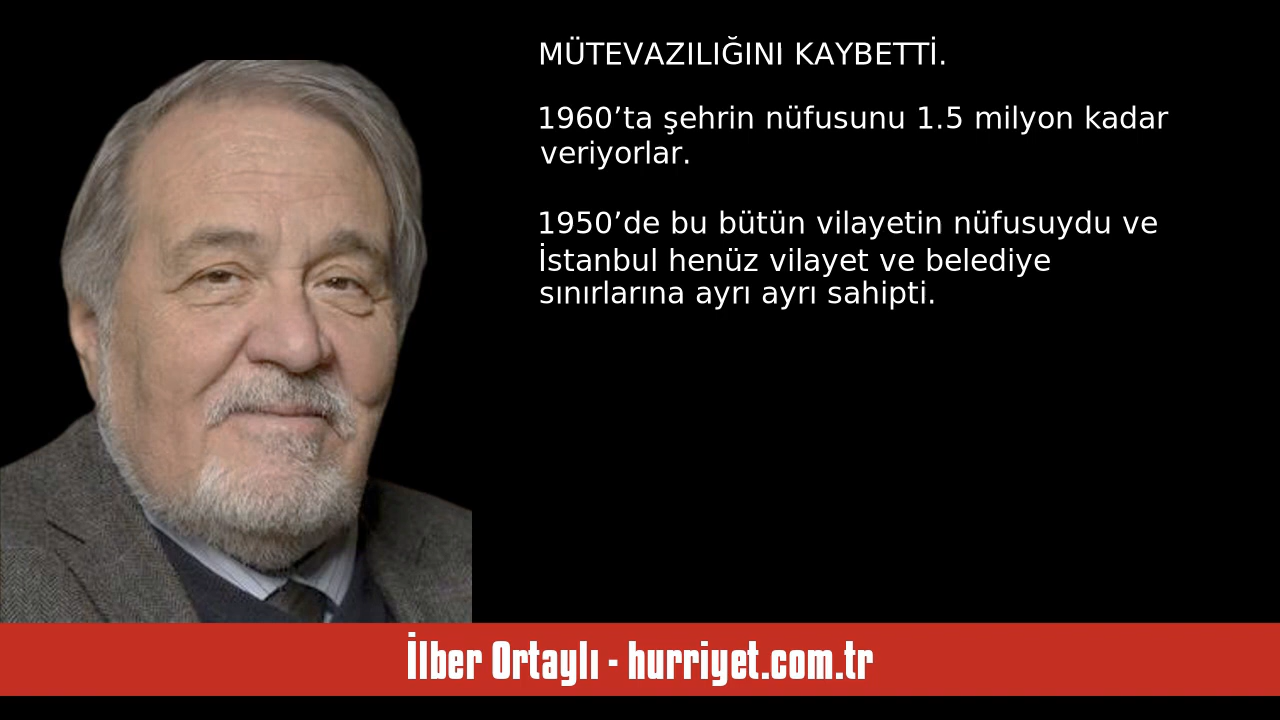 MÜTEVAZILIĞINI KAYBETTİ.
1960’ta şehrin nüfusunu 1.5 milyon kadar
veriyorlar.
1950’de bu bütün vilayetin nüfusuydu ve
İstanbul henüz vilayet ve belediye
sınırlarına ayrı ayrı sahipti.
İlber Ortaylı - hurriyet.com.tr